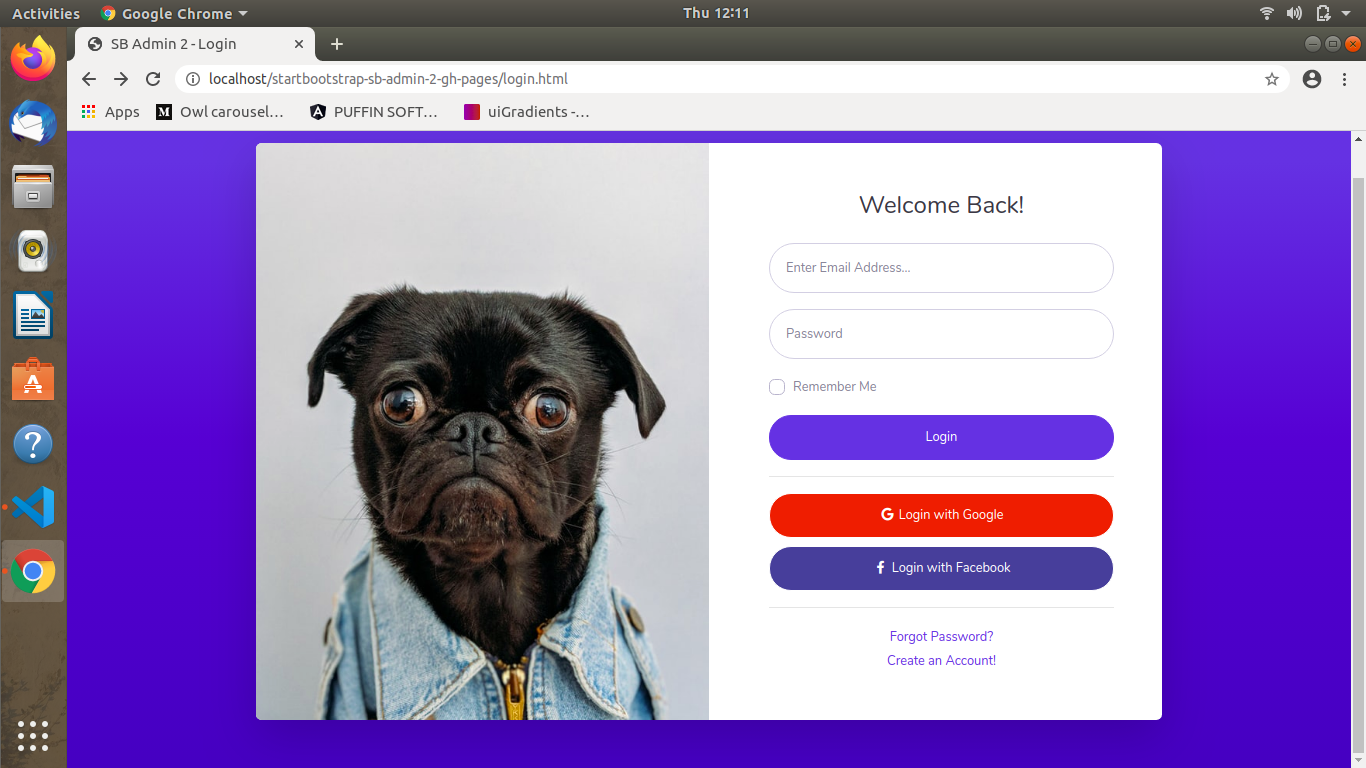 Activities Google Chrome Thu 12:11
SB Admin 2 - Login
localhost/startbootstrap-sb-admin-2-gh-pages/login.html
Apps M Owl carousel... PUFFIN SOFT... uiGradients -...
Welcome Back!
Enter Email Address...
Password
Remember Me
Login
G Login with Google
f Login with Facebook
Forgot Password?
Create an Account!